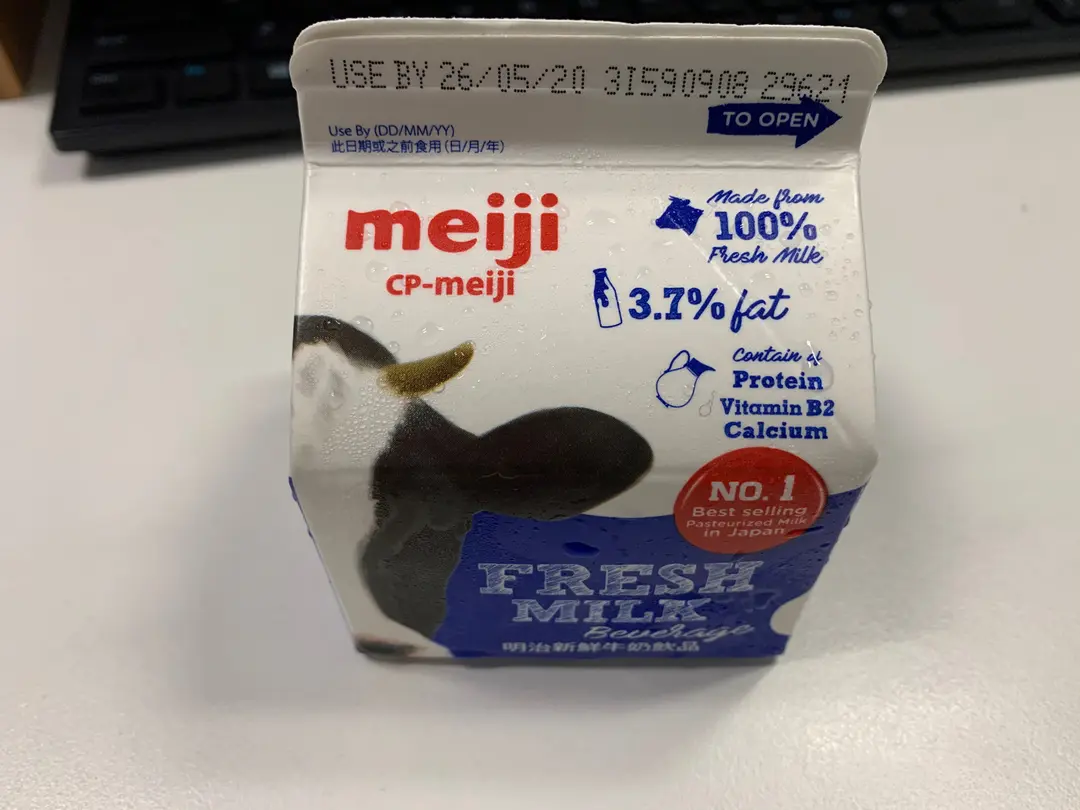 USE BY 26/05/20 31590908 29621
TO OPEN
Use By (DD/MM/YY)
此日期或之前食用 (日/月/年)
meiji
CP-meiji
Made from
100%
Fresh Milk
3.7% fat
Contain of
Protein
Vitamin B2
Calcium
NO. 1
Best selling
Pasteurized Milk
in Japan
FRESH
MILK
Beverage
明治新鮮牛奶飲品